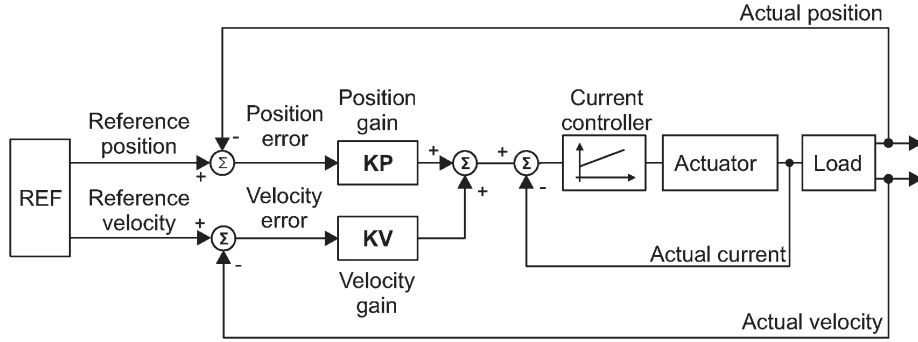 Actual position
Position
gain
Current
controller
Reference
position
Position
error
-
Σ
+
KP
+
Σ
+
+
Σ
-
Actuator
Load
REF
Reference
velocity
+
Σ
-
Velocity
error
KV
Velocity
gain
Actual current
Actual velocity